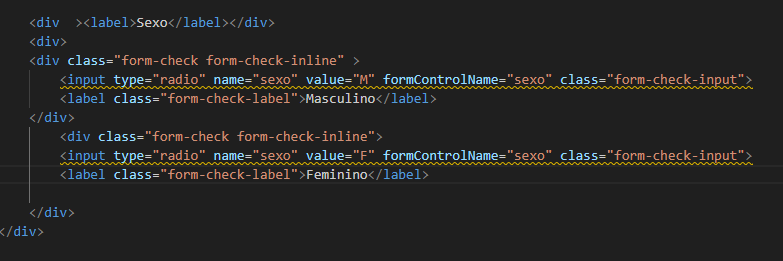 <div  ><label>Sexo</label></div>
<div>
<div class="form-check form-check-inline" >
<input type="radio" name="sexo" value="M" formControlName="sexo" class="form-check-input">
<label class="form-check-label">Masculino</label>
</div>
<div class="form-check form-check-inline">
<input type="radio" name="sexo" value="F" formControlName="sexo" class="form-check-input">
<label class="form-check-label">Feminino</label>
</div>
</div>